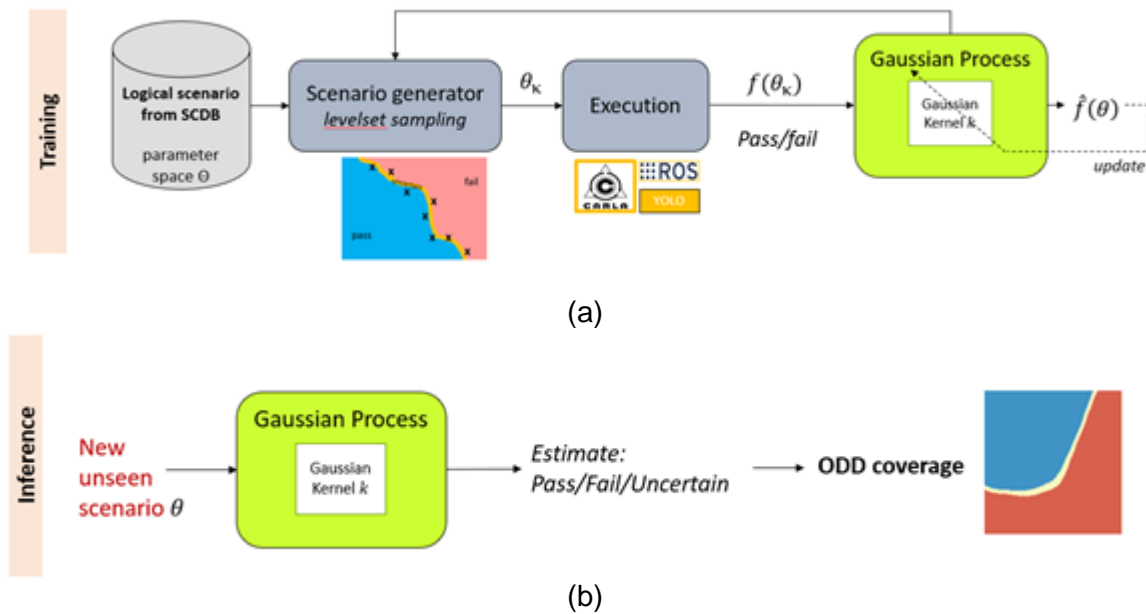 Training
Logical scenario
from SCDB
parameter
space Θ
Scenario generator
levelset sampling
θκ
Execution
f(θκ)
Pass/fail
Gaussian Process
Gaussian
Kernel k
f̂(θ)
update
fail
pass
CARLA
ROS
YOLO
(a)
Inference
New
unseen
scenario θ
Gaussian Process
Gaussian
Kernel k
Estimate:
Pass/Fail/Uncertain
ODD coverage
(b)